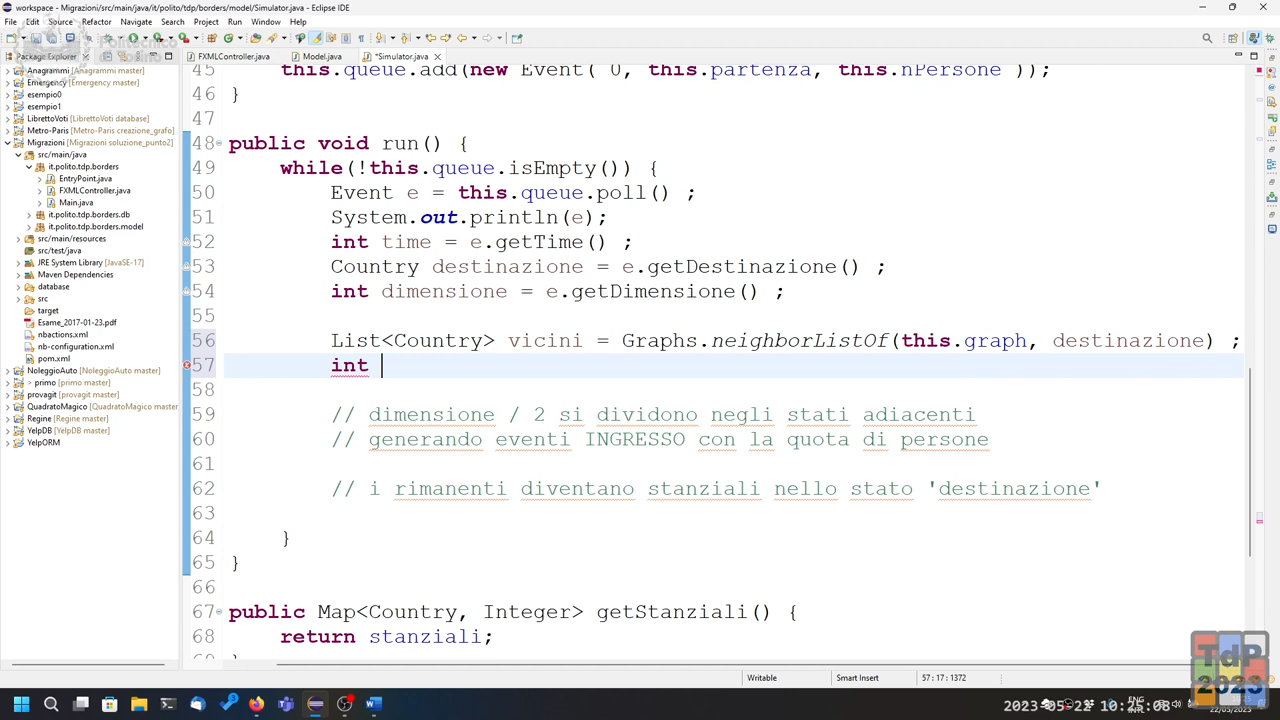 workspace - Migrazioni/src/main/java/it/polito/tdp/borders/model/Simulator.java - Eclipse IDE
File Edit Source Refactor Navigate Search Project Run Window Help
Package Explorer
FXMLController.java Model.java *Simulator.java
Anagrammi [Anagrammi master]
Emergency [Emergency master]
esempio0
esempio1
LibrettoVoti [LibrettoVoti database]
Metro-Paris [Metro-Paris creazione_grafo]
Migrazioni [Migrazioni soluzione_punto2]
src/main/java
it.polito.tdp.borders
EntryPoint.java
FXMLController.java
Main.java
it.polito.tdp.borders.db
it.polito.tdp.borders.model
src/main/resources
src/test/java
JRE System Library [JavaSE-17]
Maven Dependencies
database
src
target
Esame_2017-01-23.pdf
nbactions.xml
nb-configuration.xml
pom.xml
NoleggioAuto [NoleggioAuto master]
> primo [primo master]
provagit [provagit master]
QuadratoMagico [QuadratoMagico master]
Regine [Regine master]
YelpDB [YelpDB master]
YelpORM
45 this.queue.add(new Event( 0, this.partenza, this.nPersone ));
46 }
47
48 public void run() {
49 while(!this.queue.isEmpty()) {
50 Event e = this.queue.poll() ;
51 System.out.println(e);
52 int time = e.getTime() ;
53 Country destinazione = e.getDestinazione() ;
54 int dimensione = e.getDimensione() ;
55
56 List<Country> vicini = Graphs.neighborListOf(this.graph, destinazione) ;
57 int
58
59 // dimensione / 2 si dividono negli stati adiacenti
60 // generando eventi INGRESSO con la quota di persone
61
62 // i rimanenti diventano stanziali nello stato 'destinazione'
63
64 }
65 }
66
67 public Map<Country, Integer> getStanziali() {
68 return stanziali;
Writable Smart Insert 57 : 17 : 1372
TdP 2023
ENG